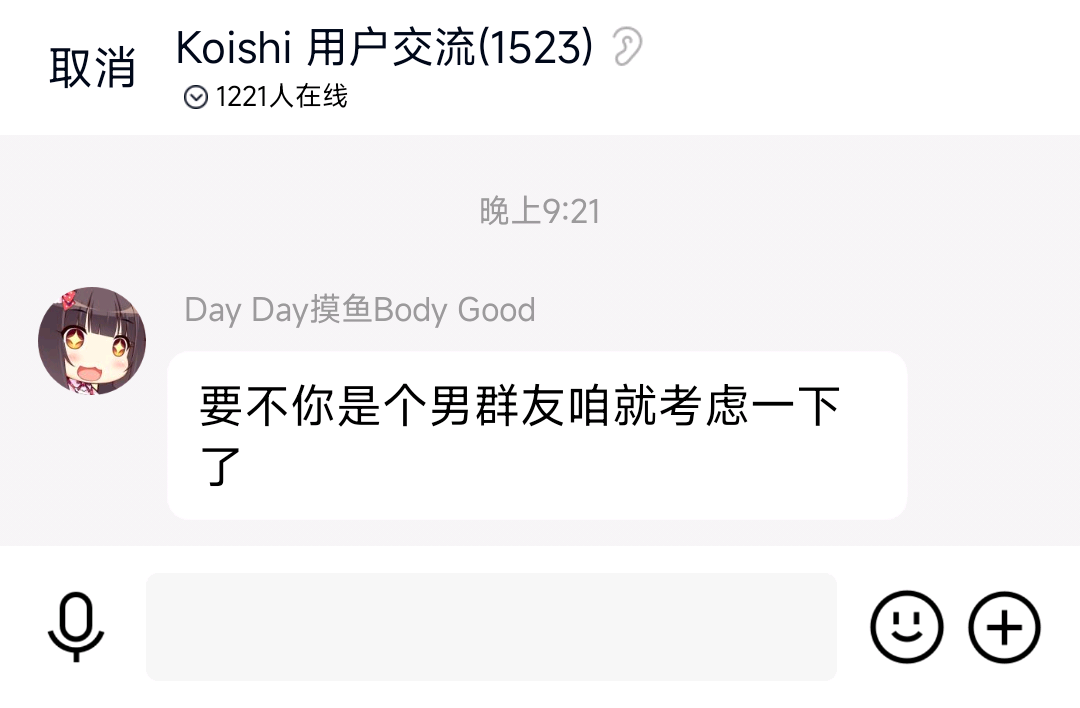 取消
Koishi 用户交流(1523)
1221人在线
晚上9:21
Day Day摸鱼Body Good
要不你是个男群友咱就考虑一下
了